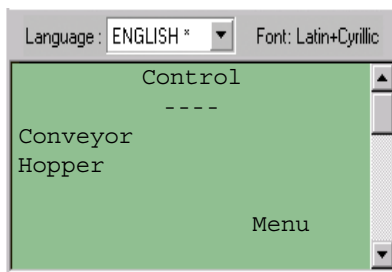 Language : ENGLISH * Font: Latin+Cyrillic
Control
----
Conveyor
Hopper
Menu